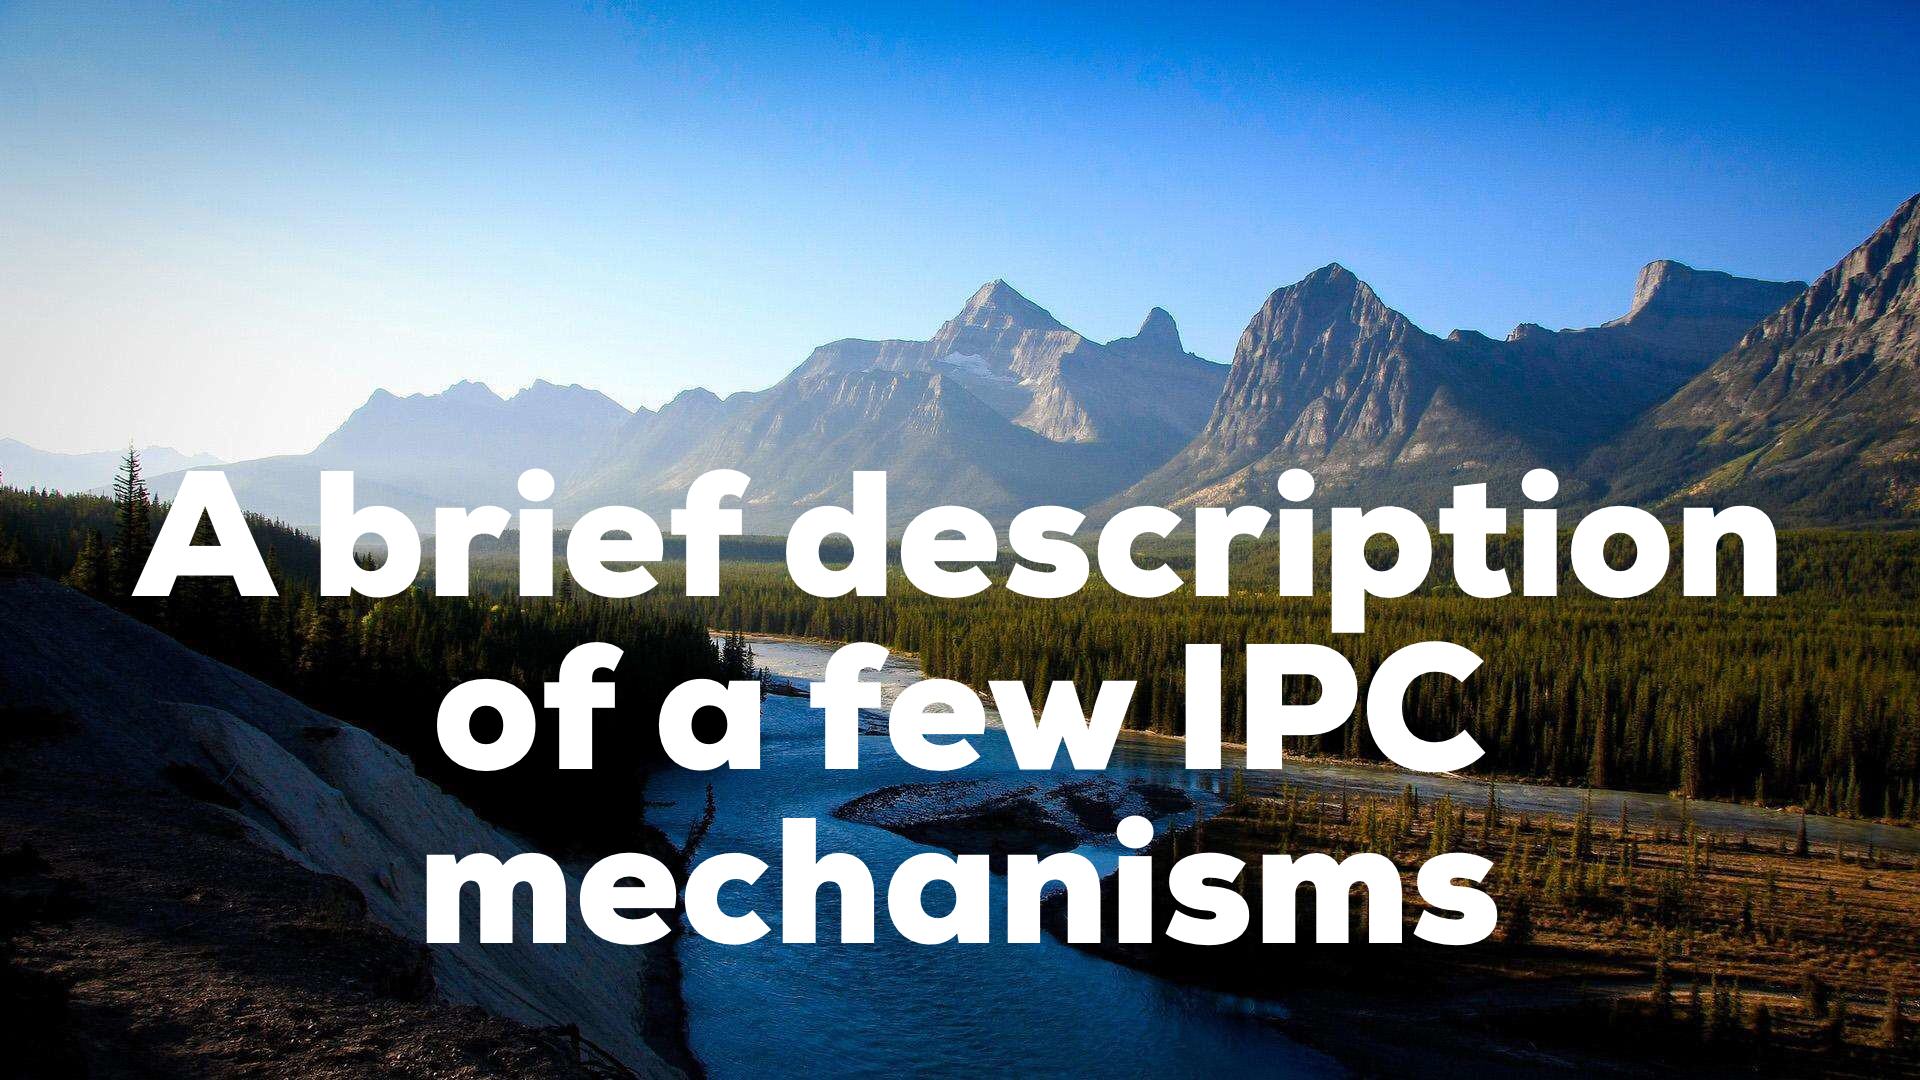 A brief description
of a few IPC
mechanisms